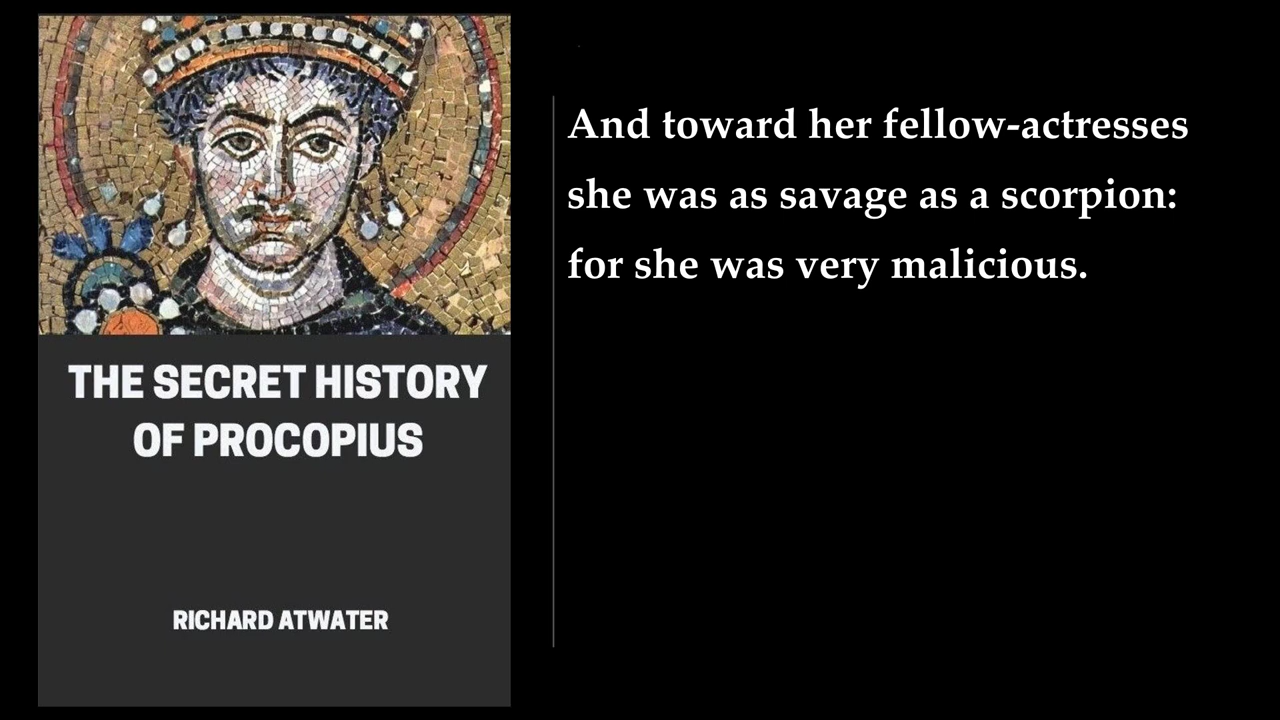 THE SECRET HISTORY
OF PROCOPIUS
RICHARD ATWATER
And toward her fellow-actresses
she was as savage as a scorpion:
for she was very malicious.